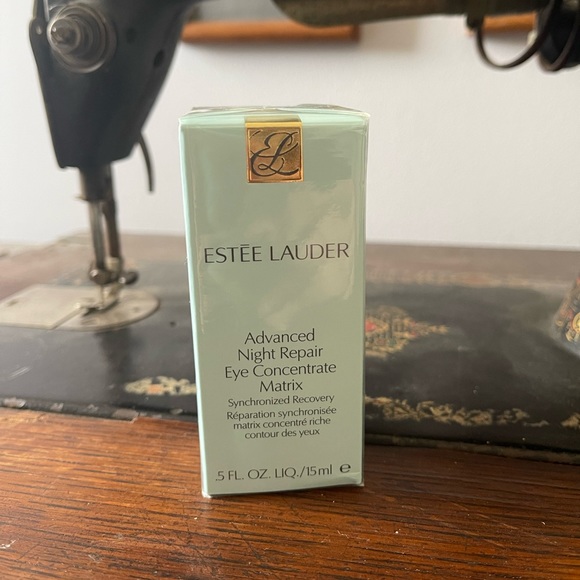 EL
ESTĒE LAUDER
Advanced
Night Repair
Eye Concentrate
Matrix
Synchronized Recovery
Réparation synchronisée
matrix concentré riche
contour des yeux
.5 FL. OZ. LIQ./15ml e